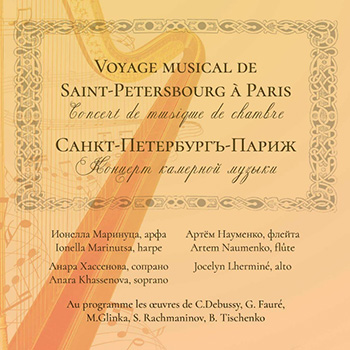 Voyage musical de
Saint-Petersbourg à Paris
Concert de musique de chambre
Санкт-Петербургъ-Париж
Концерт камерной музыки
Ионелла Маринуца, арфа
Ionella Marinutsa, harpe
Артём Науменко, флейта
Artem Naumenko, flûte
Анара Хассенова, сопрано
Anara Khassenova, soprano
Jocelyn Lherminé, alto
Au programme les œuvres de C.Debussy, G. Fauré,
M.Glinka, S. Rachmaninov, B. Tischenko